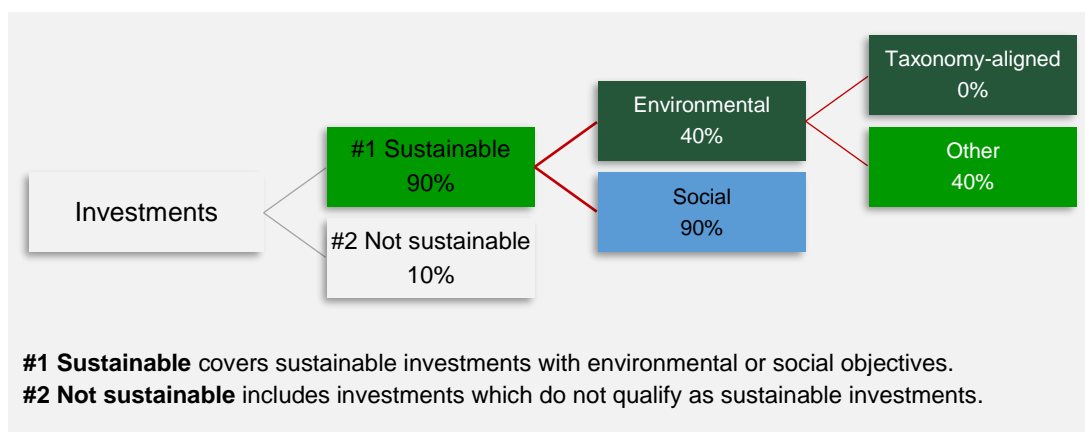 Taxonomy-aligned
0%
Environmental
40%
#1 Sustainable
90%
Other
40%
Investments
Social
90%
#2 Not sustainable
10%
#1 Sustainable covers sustainable investments with environmental or social objectives.
#2 Not sustainable includes investments which do not qualify as sustainable investments.